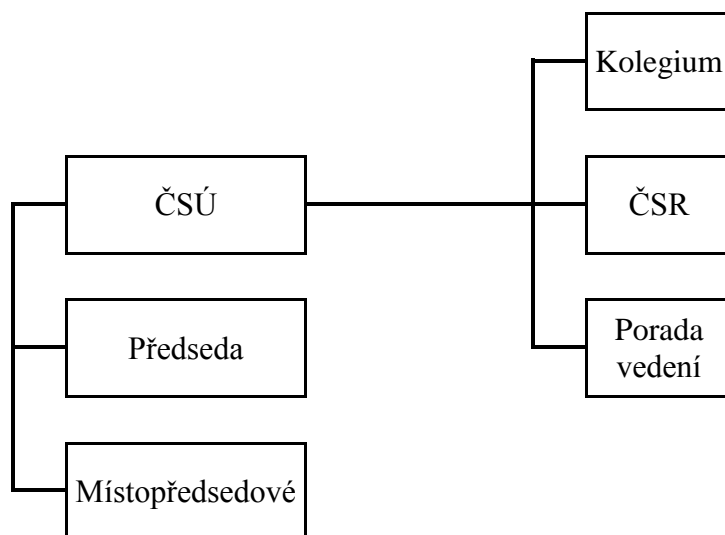 Kolegium
ČSÚ
ČSR
Předseda
Porada
vedení
Místopředsedové